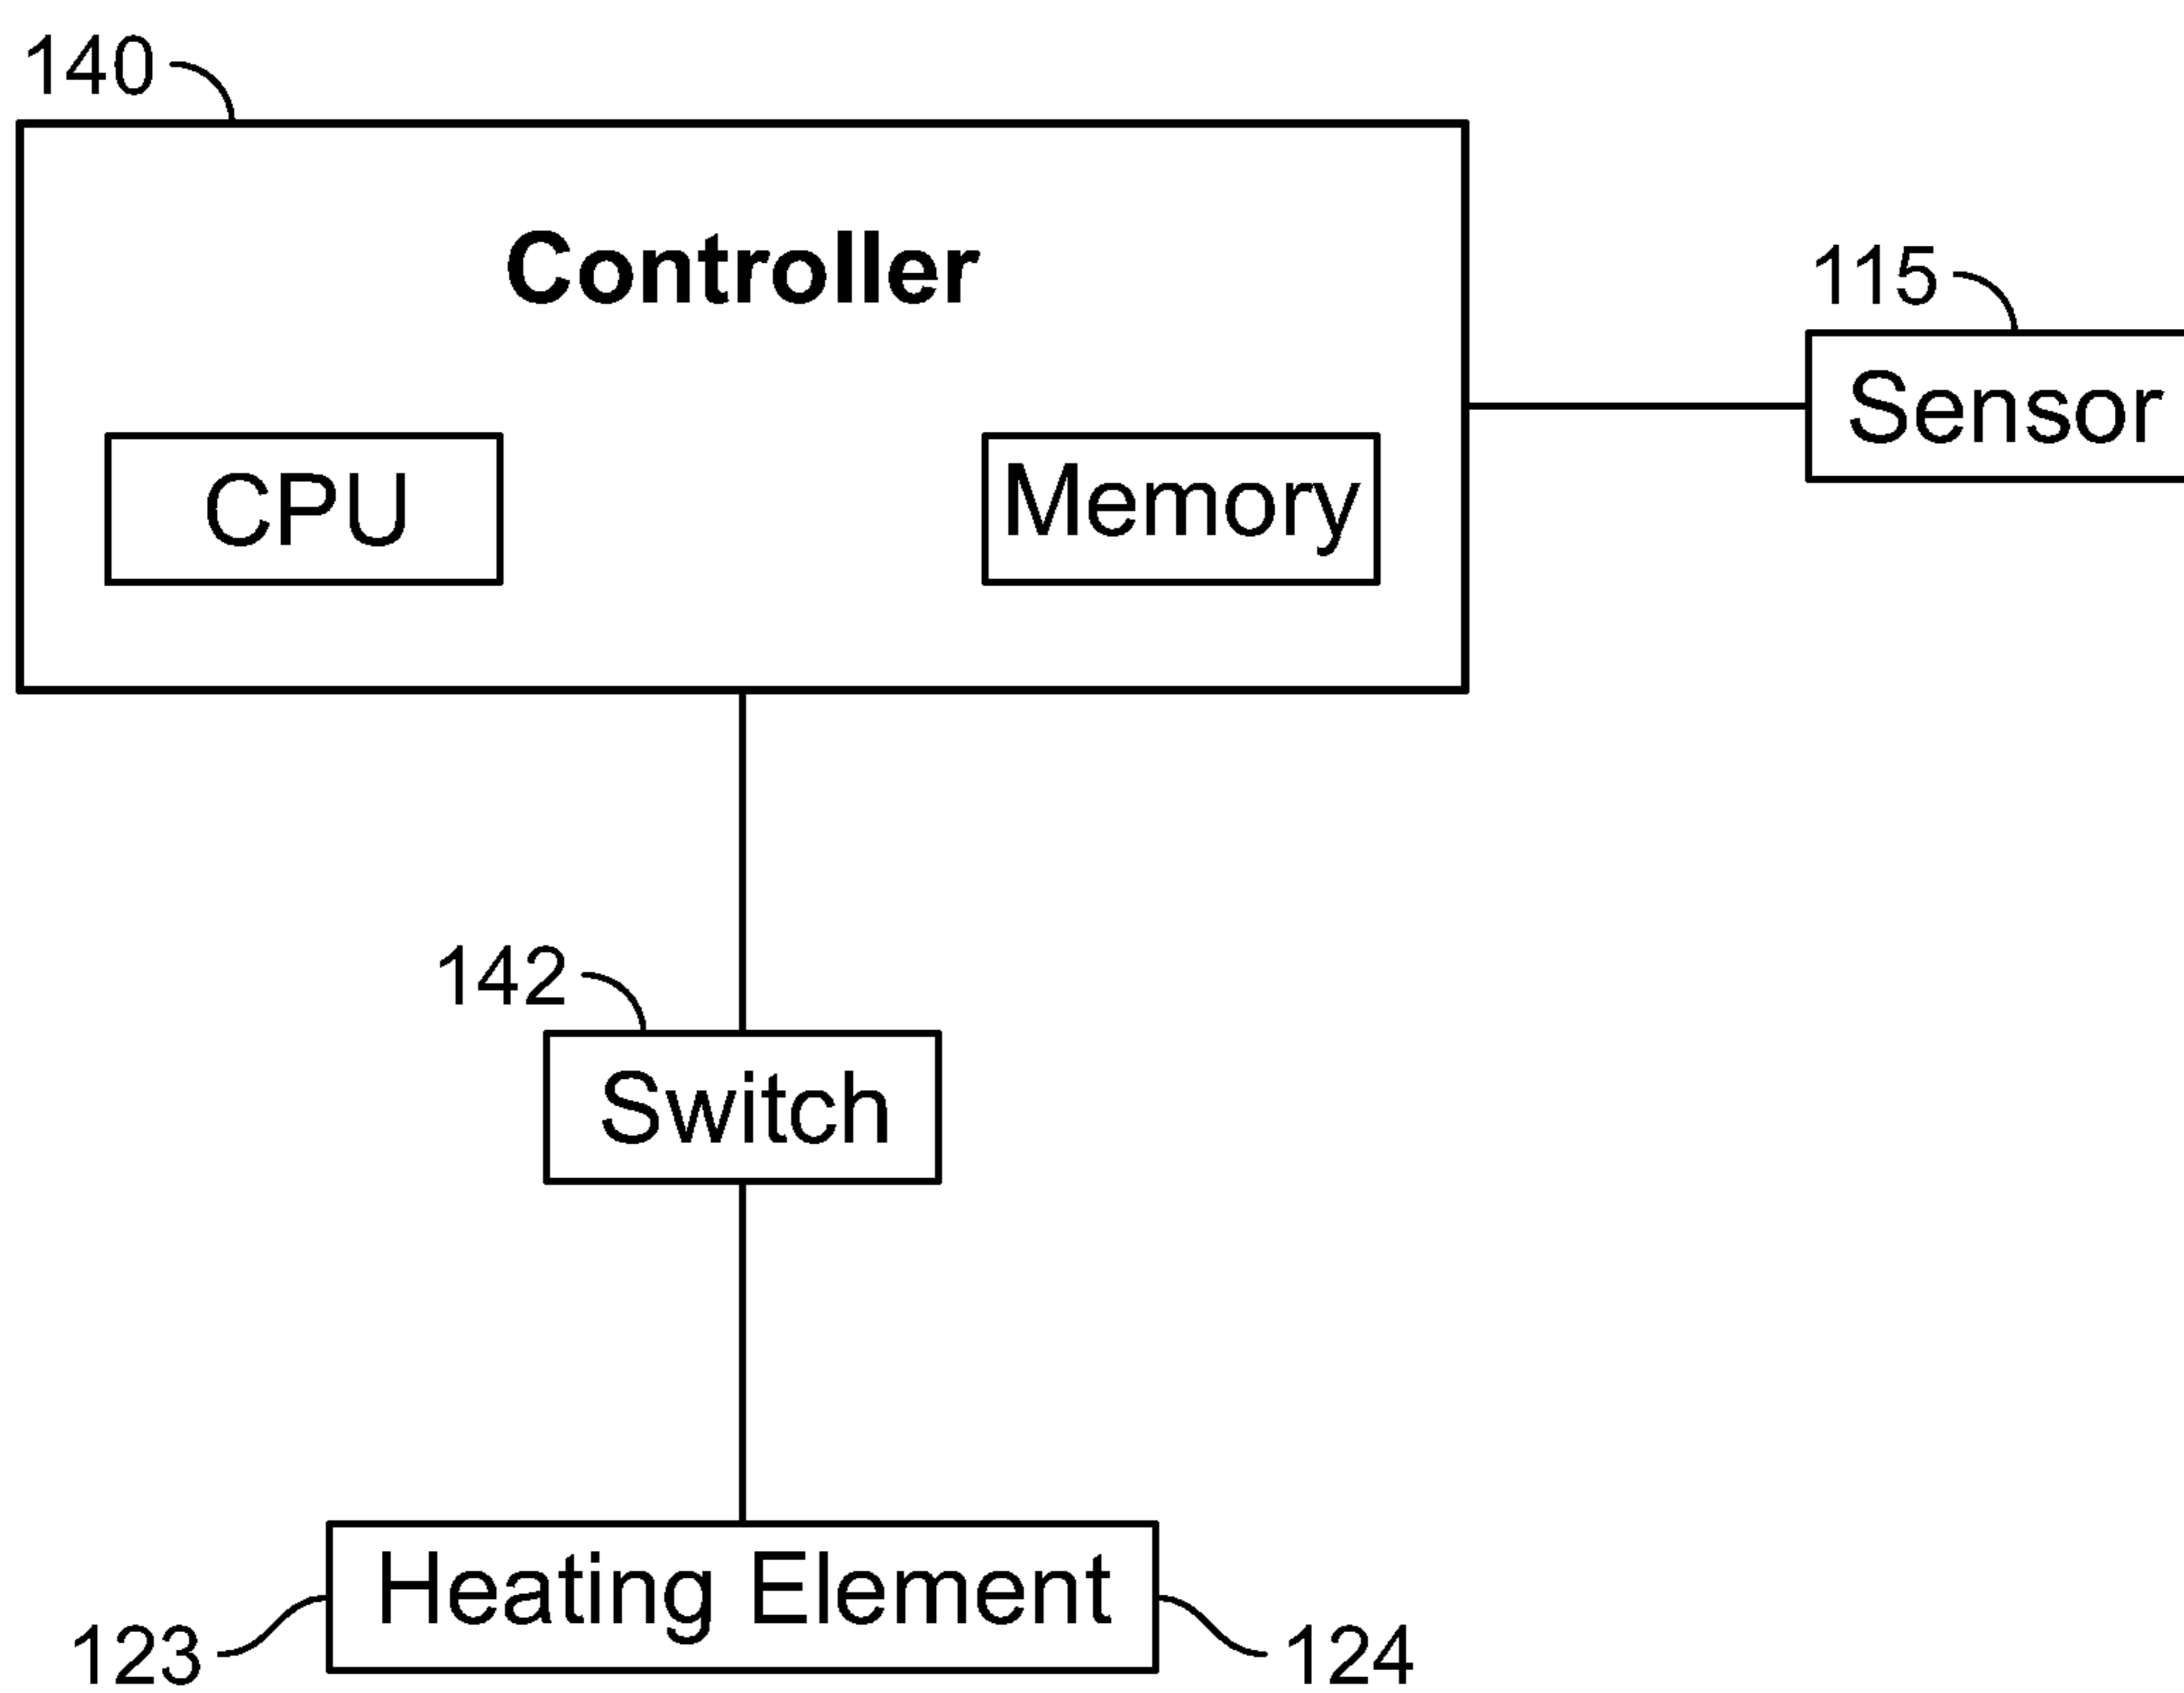 140
Controller
115
Sensor
CPU
Memory
142
Switch
Heating Element
123
124